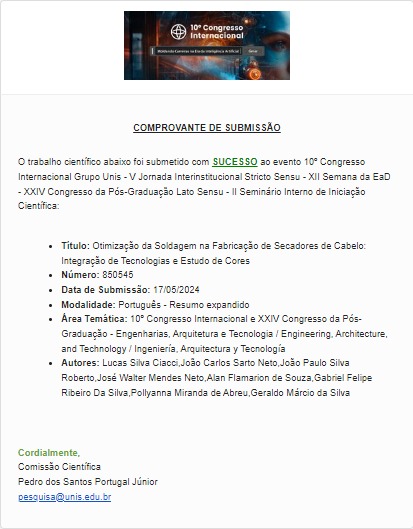 10º Congresso
Internacional
Moldando Carreiras na Era da Inteligência Artificial
COMPROVANTE DE SUBMISSÃO
O trabalho científico abaixo foi submetido com SUCESSO ao evento 10º Congresso
Internacional Grupo Unis - V Jornada Interinstitucional Stricto Sensu - XII Semana da EaD
- XXIV Congresso da Pós-Graduação Lato Sensu - II Seminário Interno de Iniciação
Científica:
• Título: Otimização da Soldagem na Fabricação de Secadores de Cabelo:
Integração de Tecnologias e Estudo de Cores
• Número: 850545
• Data de Submissão: 17/05/2024
• Modalidade: Português - Resumo expandido
• Área Temática: 10º Congresso Internacional e XXIV Congresso da Pós-
Graduação - Engenharias, Arquitetura e Tecnologia / Engineering, Architecture,
and Technology / Ingeniería, Arquitectura y Tecnología
• Autores: Lucas Silva Ciacci,João Carlos Sarto Neto,João Paulo Silva
Roberto,José Walter Mendes Neto,Alan Flamarion de Souza,Gabriel Felipe
Ribeiro Da Silva,Pollyanna Miranda de Abreu,Geraldo Márcio da Silva
Cordialmente,
Comissão Científica
Pedro dos Santos Portugal Júnior
pesquisa@unis.edu.br